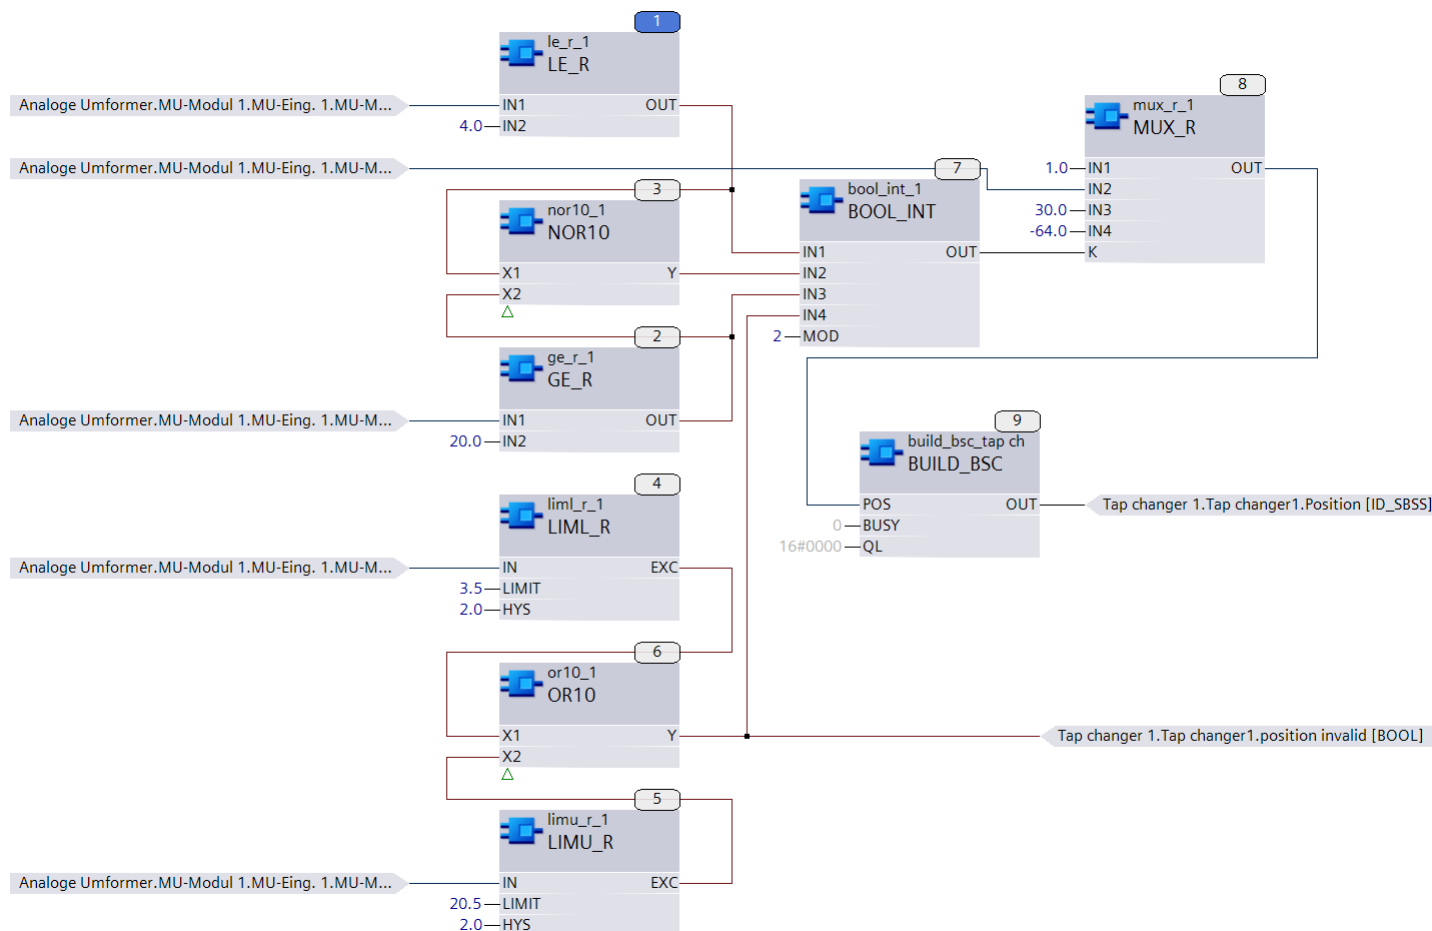 1
le_r_1
LE_R
Analoge Umformer.MU-Modul 1.MU-Eing. 1.MU-M...
IN1 OUT
4.0 IN2
Analoge Umformer.MU-Modul 1.MU-Eing. 1.MU-M...
3
nor10_1
NOR10
X1 Y
X2
2
ge_r_1
GE_R
Analoge Umformer.MU-Modul 1.MU-Eing. 1.MU-M...
IN1 OUT
20.0 IN2
4
liml_r_1
LIML_R
Analoge Umformer.MU-Modul 1.MU-Eing. 1.MU-M...
IN EXC
3.5 LIMIT
2.0 HYS
6
or10_1
OR10
X1 Y
X2
5
limu_r_1
LIMU_R
Analoge Umformer.MU-Modul 1.MU-Eing. 1.MU-M...
IN EXC
20.5 LIMIT
2.0 HYS
7
bool_int_1
BOOL_INT
IN1 OUT
IN2
IN3
IN4
2 MOD
8
mux_r_1
MUX_R
1.0 IN1 OUT
IN2
30.0 IN3
-64.0 IN4
K
9
build_bsc_tap ch
BUILD_BSC
POS OUT
0 BUSY
16#0000 QL
Tap changer 1.Tap changer1.Position [ID_SBSS]
Tap changer 1.Tap changer1.position invalid [BOOL]